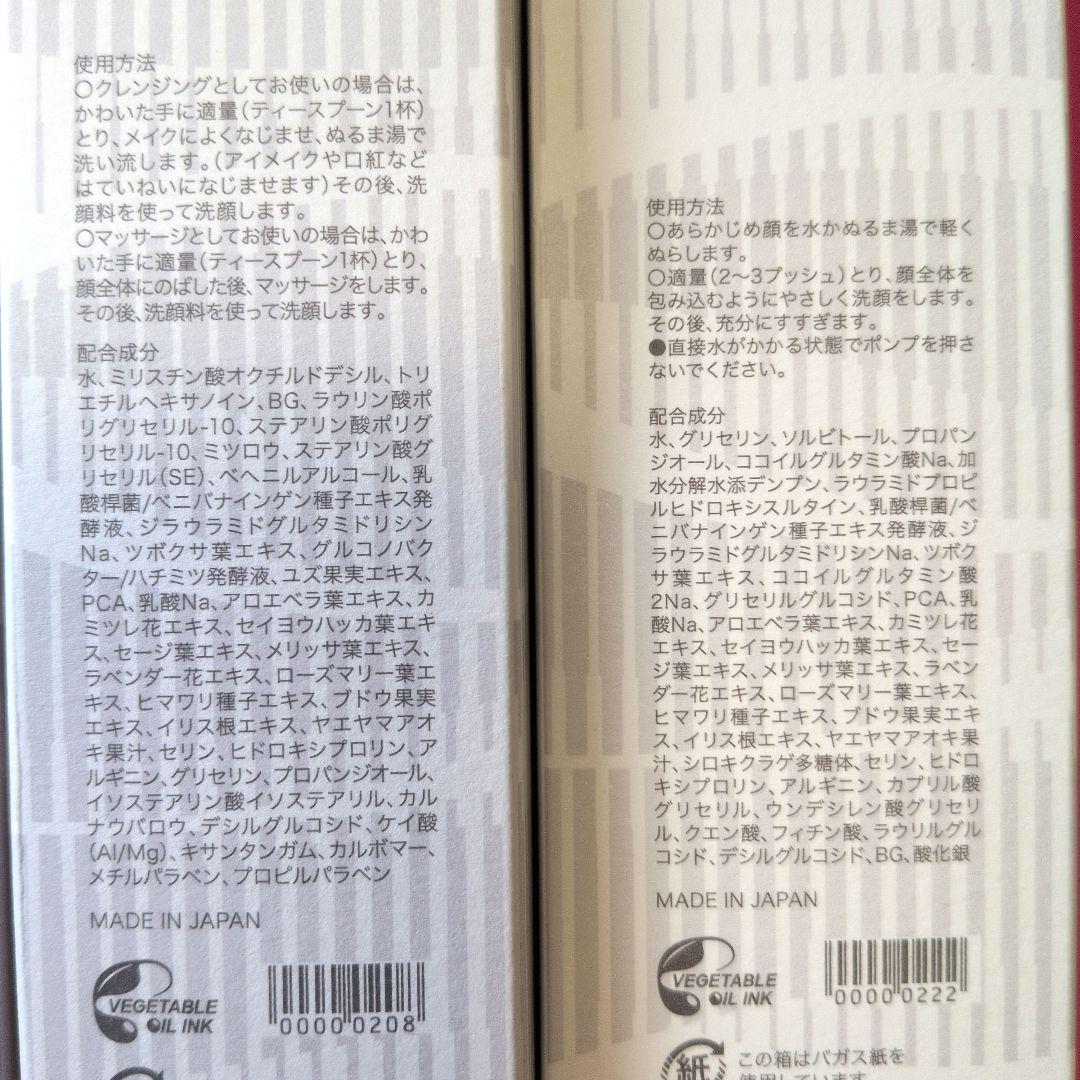 使用方法
〇クレンジングとしてお使いの場合は、
かわいた手に適量(ティースプーン1杯)
とり、メイクによくなじませ、ぬるま湯で
洗い流します。(アイメイクや口紅など
はていねいになじませます)その後、洗
顔料を使って洗顔します。
〇マッサージとしてお使いの場合は、かわ
いた手に適量(ティースプーン1杯)とり、
顔全体にのばした後、マッサージをします。
その後、洗顔料を使って洗顔します。
配合成分
水、ミリスチン酸オクチルドデシル、トリ
エチルヘキサノイン、BG、ラウリン酸ポ
リグリセリル-10、ステアリン酸ポリグ
リセリル-10、ミツロウ、ステアリン酸グ
リセリル(SE)、ベヘニルアルコール、乳
酸桿菌/ベニバナインゲン種子エキス発
酵液、ジラウラミドグルタミドリシン
Na、ツボクサ葉エキス、グルコノバク
ター/ハチミツ発酵液、ユズ果実エキス、
PCA、乳酸Na、アロエベラ葉エキス、カ
ミツレ花エキス、セイヨウハッカ葉エキ
ス、セージ葉エキス、メリッサ葉エキス、
ラベンダー花エキス、ローズマリー葉エ
キス、ヒマワリ種子エキス、ブドウ果実
エキス、イリス根エキス、ヤエヤマアオ
キ果汁、セリン、ヒドロキシプロリン、ア
ルギニン、グリセリン、プロパンジオール、
イソステアリン酸イソステアリル、カル
ナウバロウ、デシルグルコシド、ケイ酸
(Al/Mg)、キサンタンガム、カルボマー、
メチルパラベン、プロピルパラベン
MADE IN JAPAN
VEGETABLE
OIL INK
0000 0208
使用方法
〇あらかじめ顔を水かぬるま湯で軽く
ぬらします。
〇適量(2〜3プッシュ)とり、顔全体を
包み込むようにやさしく洗顔をします。
その後、充分にすすぎます。
●直接水がかかる状態でポンプを押さ
ないでください。
配合成分
水、グリセリン、ソルビトール、プロパン
ジオール、ココイルグルタミン酸Na、加
水分解水添デンプン、ラウラミドプロピ
ルヒドロキシスルタイン、乳酸桿菌/ベ
ニバナインゲン種子エキス発酵液、ジ
ラウラミドグルタミドリシンNa、ツボク
サ葉エキス、ココイルグルタミン酸
2Na、グリセリルグルコシド、PCA、乳
酸Na、アロエベラ葉エキス、カミツレ花
エキス、セイヨウハッカ葉エキス、セー
ジ葉エキス、メリッサ葉エキス、ラベン
ダー花エキス、ローズマリー葉エキス、
ヒマワリ種子エキス、ブドウ果実エキ
ス、イリス根エキス、ヤエヤマアオキ果
汁、シロキクラゲ多糖体、セリン、ヒドロ
キシプロリン、アルギニン、カプリル酸
グリセリル、ウンデシレン酸グリセリ
ル、クエン酸、フィチン酸、ラウリルグル
コシド、デシルグルコシド、BG、酸化銀
MADE IN JAPAN
VEGETABLE
OIL INK
0000 0222
紙
この箱はバガス紙を
使用しています